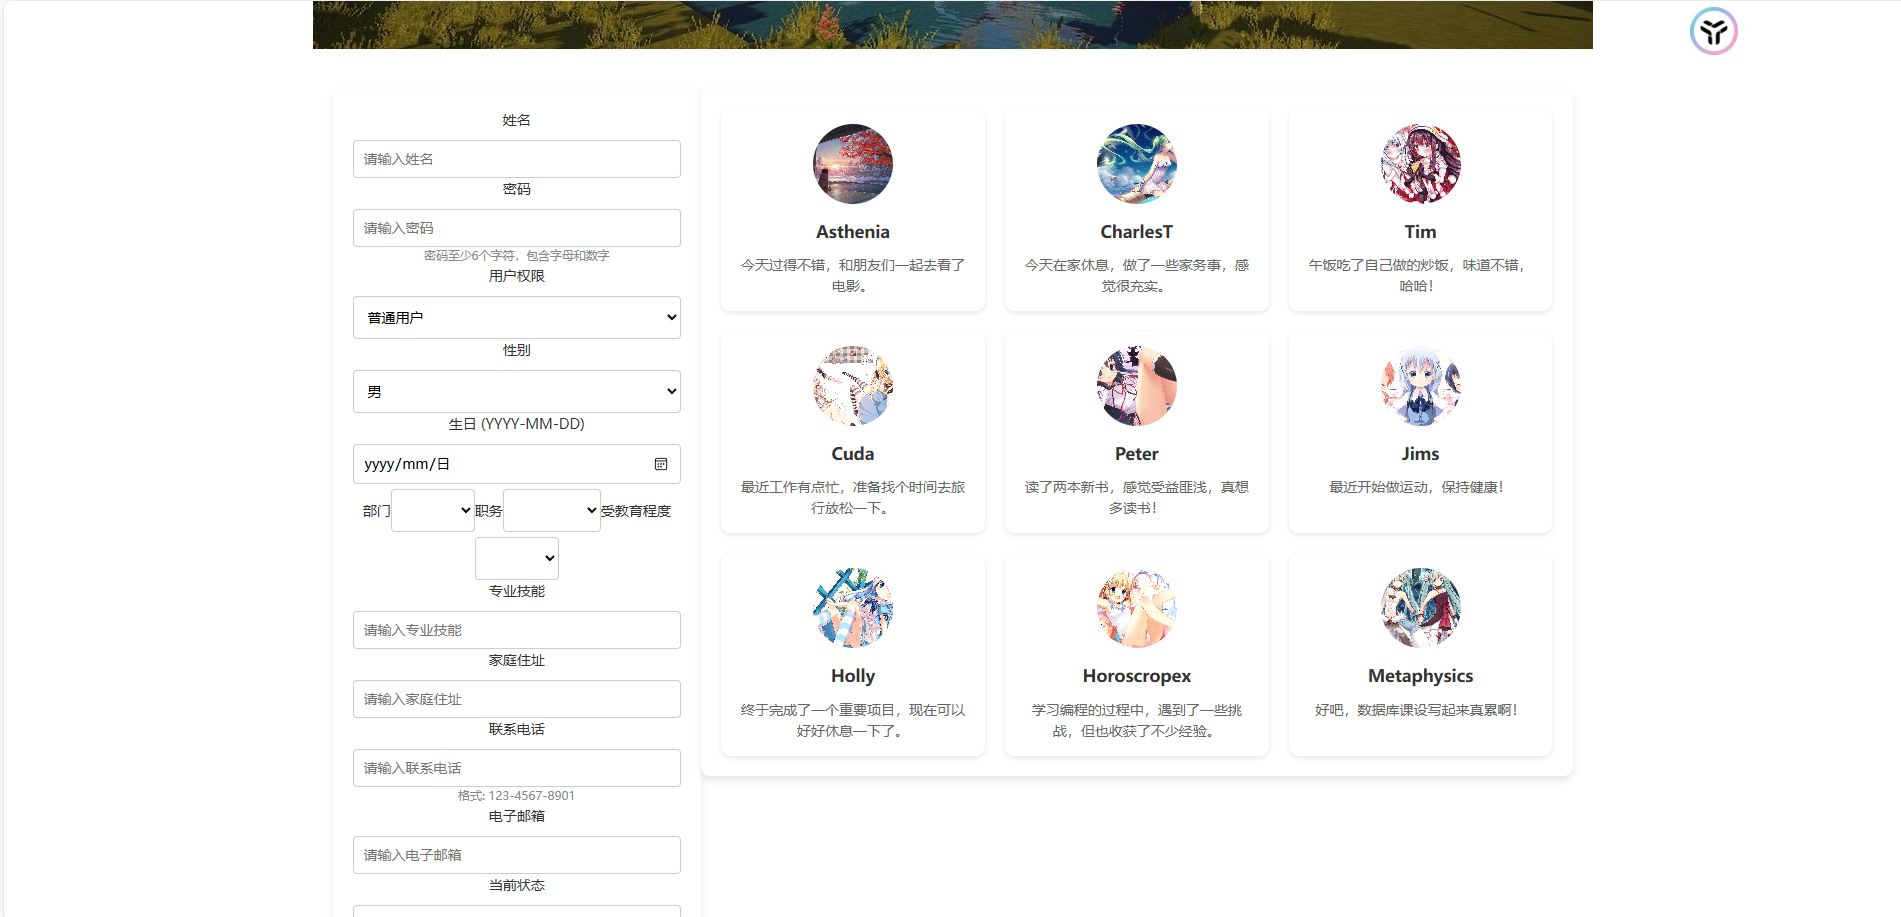 姓名
请输入姓名
密码
请输入密码
密码至少6个字符，包含字母和数字
用户权限
普通用户
性别
男
生日 (YYYY-MM-DD)
yyyy/mm/日
部门 职务 受教育程度
专业技能
请输入专业技能
家庭住址
请输入家庭住址
联系电话
请输入联系电话
格式: 123-4567-8901
电子邮箱
请输入电子邮箱
当前状态
Asthenia
今天过得不错，和朋友们一起去看了
电影。
CharlesT
今天在家休息，做了一些家务事，感
觉很充实。
Tim
午饭吃了自己做的炒饭，味道不错，
哈哈！
Cuda
最近工作有点忙，准备找个时间去旅
行放松一下。
Peter
读了两本新书，感觉受益匪浅，真想
多读书！
Jims
最近开始做运动，保持健康！
Holly
终于完成了一个重要项目，现在可以
好好休息一下了。
Horoscropex
学习编程的过程中，遇到了一些挑
战，但也收获了不少经验。
Metaphysics
好吧，数据库课设写起来真累啊！